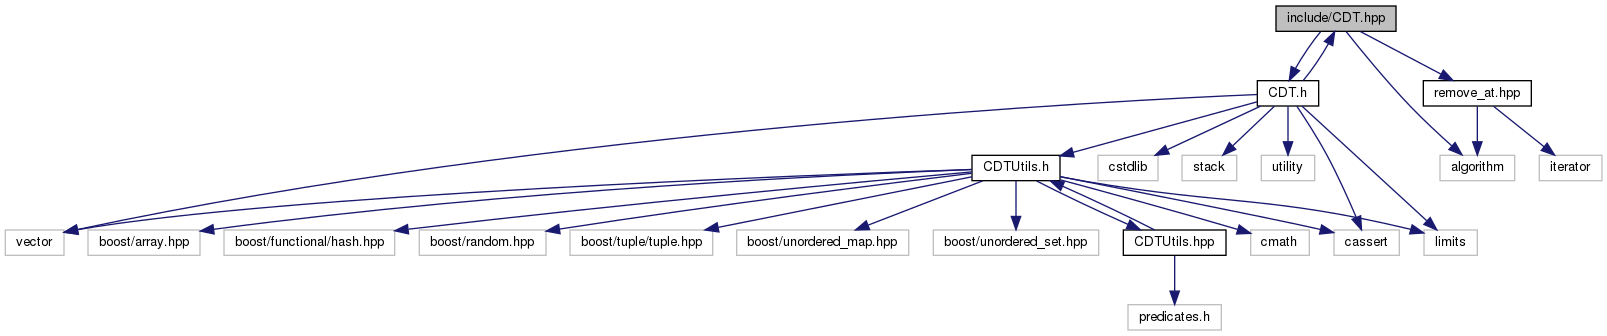 include/CDT.hpp
CDT.h
remove_at.hpp
CDTUtils.h
cstdlib
stack
utility
algorithm
iterator
vector
boost/array.hpp
boost/functional/hash.hpp
boost/random.hpp
boost/tuple/tuple.hpp
boost/unordered_map.hpp
boost/unordered_set.hpp
CDTUtils.hpp
cmath
cassert
limits
predicates.h